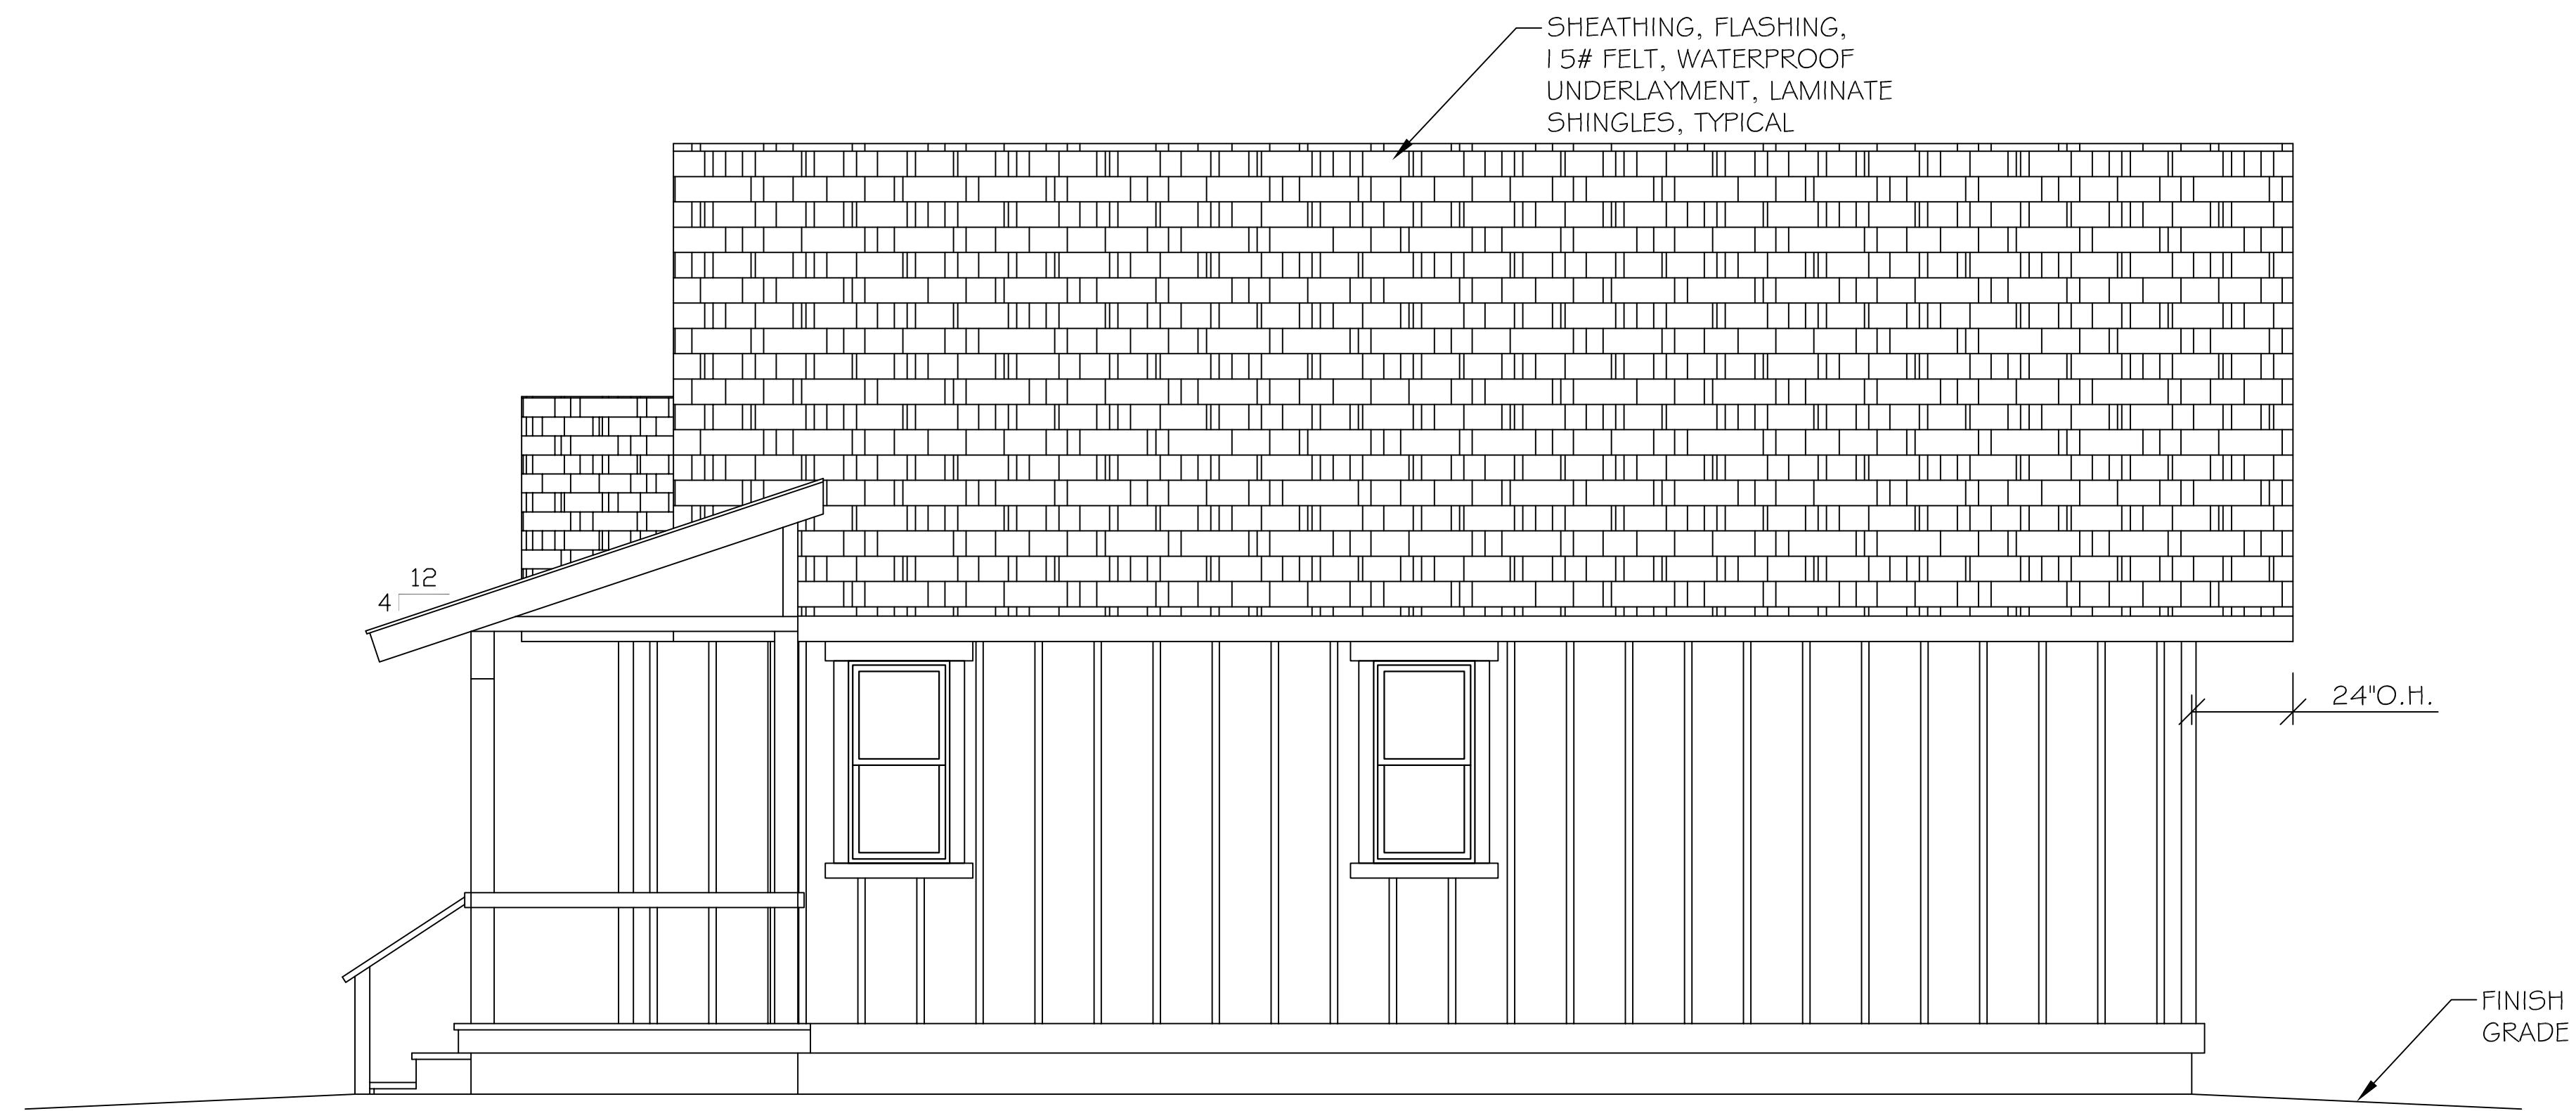 SHEATHING, FLASHING,
15# FELT, WATERPROOF
UNDERLAYMENT, LAMINATE
SHINGLES, TYPICAL
12
4
24"O.H.
FINISH
GRADE